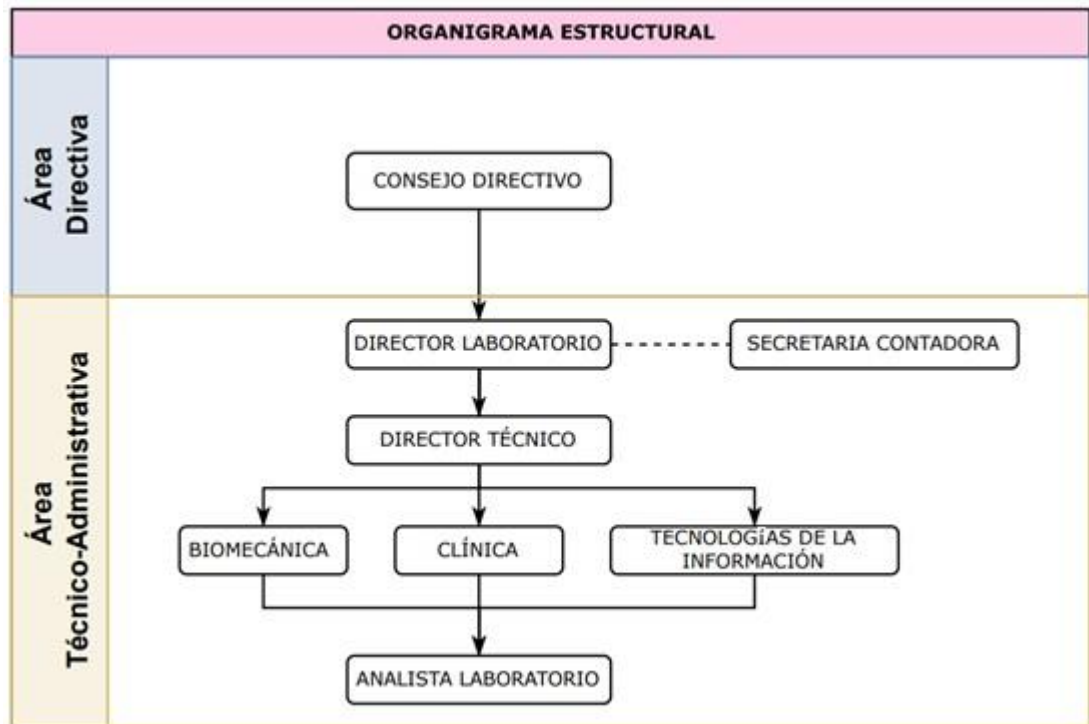 ORGANIGRAMA ESTRUCTURAL
Área
Directiva
CONSEJO DIRECTIVO
Área
Técnico-Administrativa
DIRECTOR LABORATORIO
SECRETARIA CONTADORA
DIRECTOR TÉCNICO
BIOMECÁNICA
CLÍNICA
TECNOLOGíAS DE LA
INFORMACIÓN
ANALISTA LABORATORIO